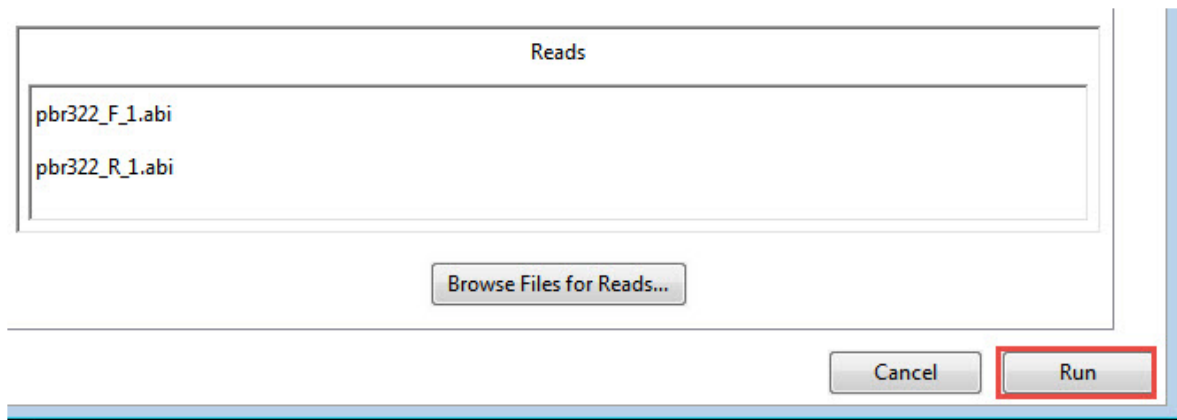 Reads
pbr322_F_1.abi
pbr322_R_1.abi
Browse Files for Reads...
Cancel Run